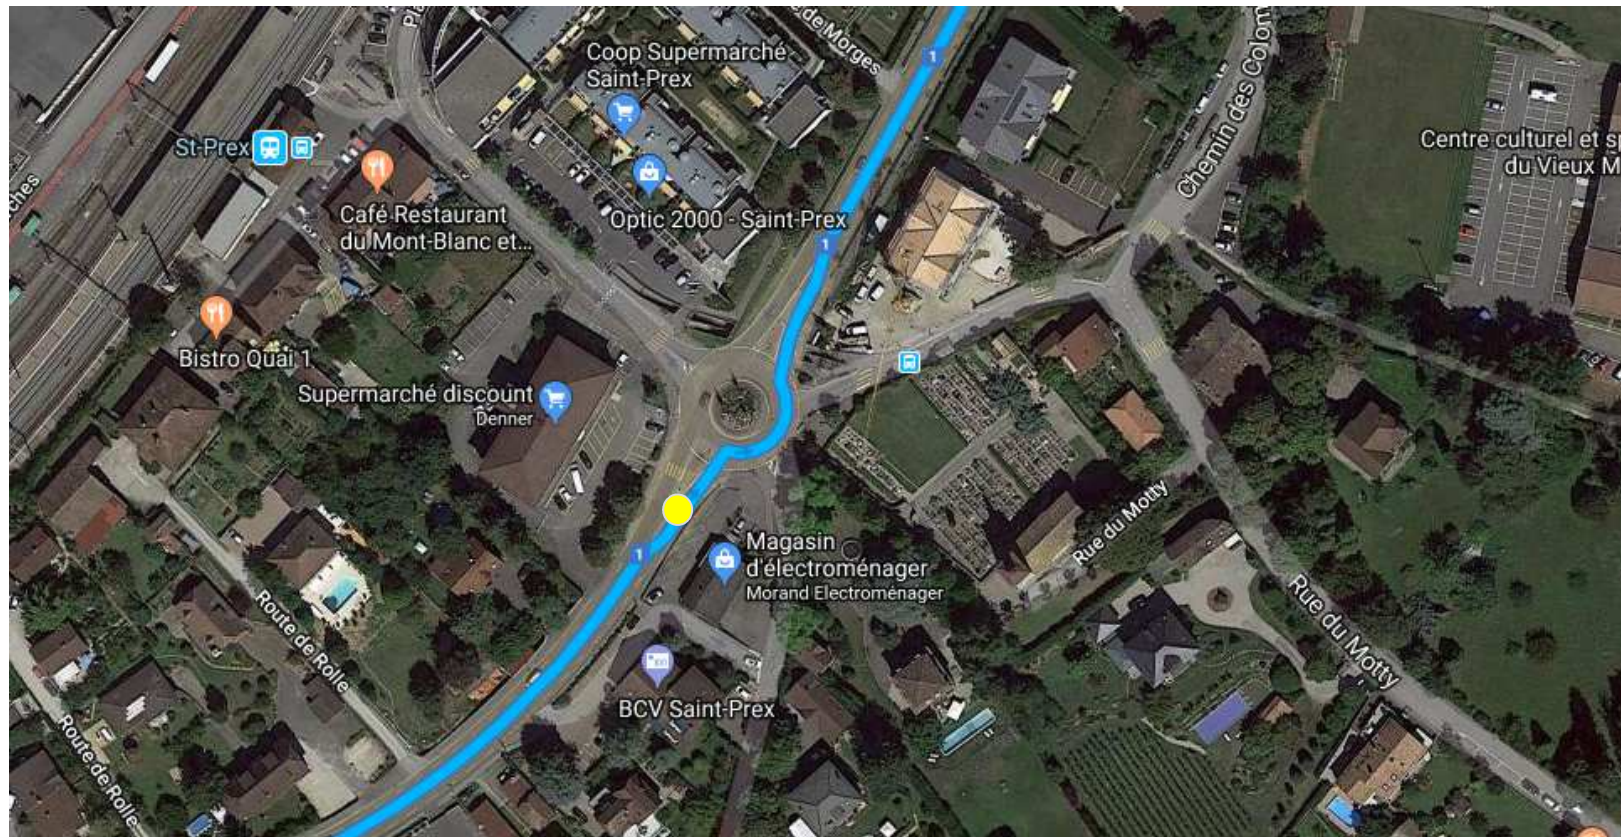 Coop Supermarché
Saint-Prex
de Morges
1
Chemin des Colom
St-Prex
Centre culturel et s
du Vieux M
ches
Café Restaurant
du Mont-Blanc et...
Optic 2000 - Saint-Prex
1
Bistro Quai 1
Supermarché discount
Denner
Rue du Motty
1
Magasin
d'électroménager
Morand Electroménager
Route de Rolle
Rue du Motty
BCV Saint-Prex
Route de Rolle